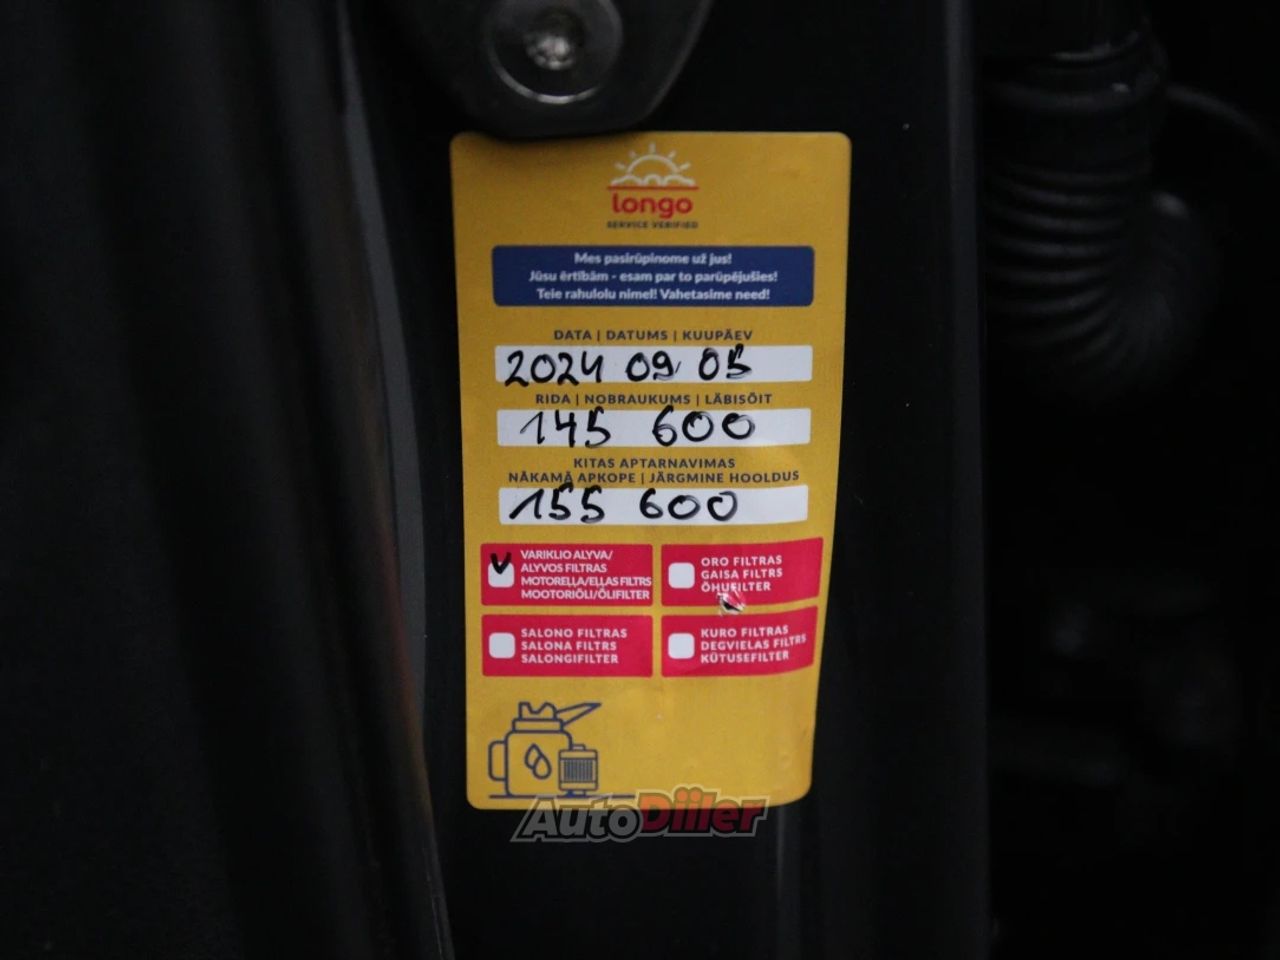 longo
SERVICE VERIFIED
Mes pasirūpinome už jus!
Jūsu ērtībām - esam par to parūpējušies!
Teie rahulolu nimel! Vahetasime need!
DATA | DATUMS | KUUPÄEV
2024 09 05
RIDA | NOBRAUKUMS | LÄBISÕIT
145 600
KITAS APTARNAVIMAS
NĀKAMĀ APKOPE | JÄRGMINE HOOLDUS
155 600
V
VARIKLIO ALYVA/
ALYVOS FILTRAS
MOTOREĻĻA/EĻĻAS FILTRS
MOOTORIÕLI/ÕLIFILTER
ORO FILTRAS
GAISA FILTRS
ÕHUFILTER
SALONO FILTRAS
SALONA FILTRS
SALONGIFILTER
KURO FILTRAS
DEGVIELAS FILTRS
KÜTUSEFILTER
AutoDiiler